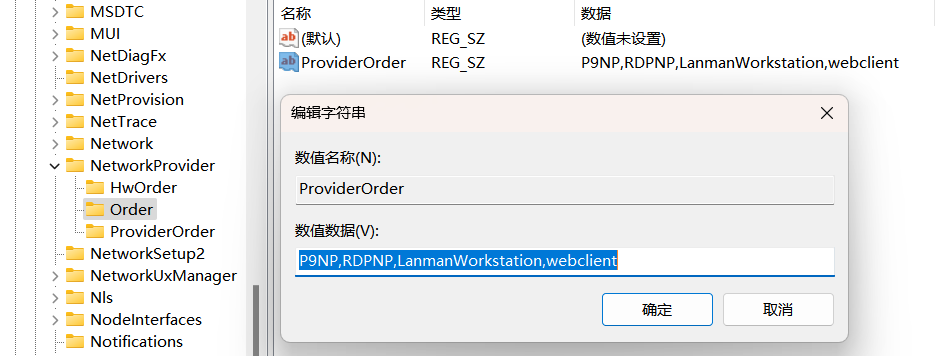 MSDTC
MUI
NetDiagFx
NetDrivers
NetProvision
NetTrace
Network
NetworkProvider
HwOrder
Order
ProviderOrder
NetworkSetup2
NetworkUxManager
Nls
NodeInterfaces
Notifications
名称 类型 数据
ab (默认) REG_SZ (数值未设置)
ab ProviderOrder REG_SZ P9NP,RDPNP,LanmanWorkstation,webclient
编辑字符串
数值名称(N):
ProviderOrder
数值数据(V):
P9NP,RDPNP,LanmanWorkstation,webclient
确定 取消